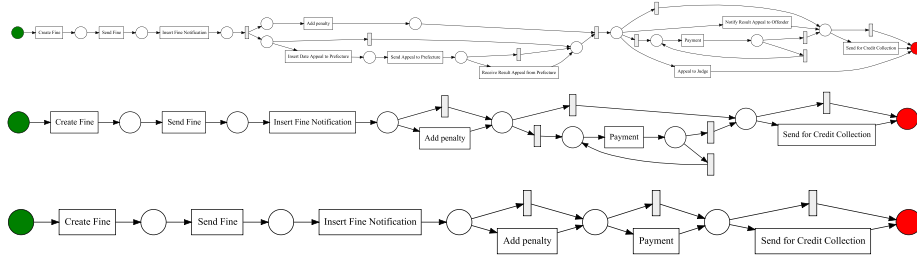 Add penalty
Notify Result Appeal to Offender
Create Fine Send Fine Insert Fine Notification
Payment
Send for Credit Collection
Insert Date Appeal to Prefecture Send Appeal to Prefecture
Receive Result Appeal from Prefecture
Appeal to Judge
Create Fine Send Fine Insert Fine Notification
Add penalty Payment Send for Credit Collection
Create Fine Send Fine Insert Fine Notification
Add penalty Payment Send for Credit Collection